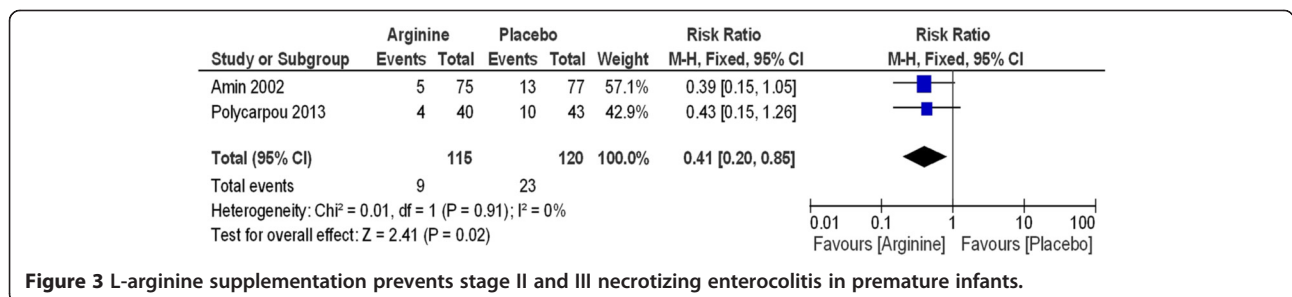 Arginine Placebo Risk Ratio Risk Ratio
Study or Subgroup Events Total Events Total Weight M-H, Fixed, 95% CI M-H, Fixed, 95% CI
Amin 2002 5 75 13 77 57.1% 0.39 [0.15, 1.05]
Polycarpou 2013 4 40 10 43 42.9% 0.43 [0.15, 1.26]
Total (95% CI) 115 120 100.0% 0.41 [0.20, 0.85]
Total events 9 23
Heterogeneity: Chi² = 0.01, df = 1 (P = 0.91); I² = 0%
Test for overall effect: Z = 2.41 (P = 0.02)
0.01 0.1 1 10 100
Favours [Arginine] Favours [Placebo]
Figure 3 L-arginine supplementation prevents stage II and III necrotizing enterocolitis in premature infants.